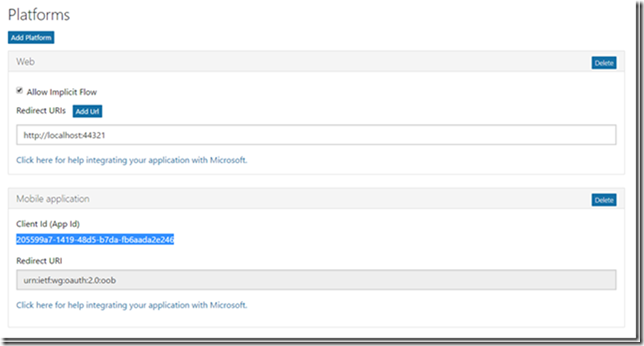 Platforms
Add Platform
Web
Delete
Allow Implicit Flow
Redirect URIs
Add Url
http://localhost:44321
Click here for help integrating your application with Microsoft.
Mobile application
Delete
Client Id (App Id)
205599a7-1419-48d5-b7da-fb6aada2e246
Redirect URI
urn:ietf:wg:oauth:2.0:oob
Click here for help integrating your application with Microsoft.